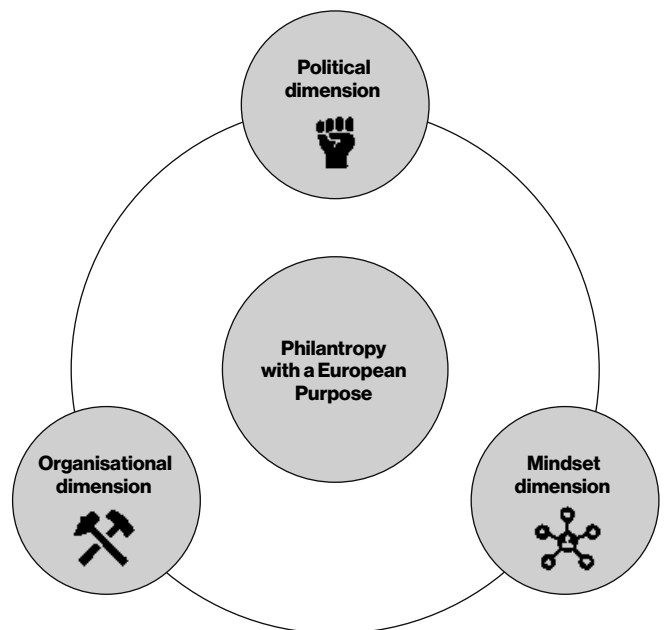 Political
dimension
Philantropy
with a European
Purpose
Organisational
dimension
Mindset
dimension